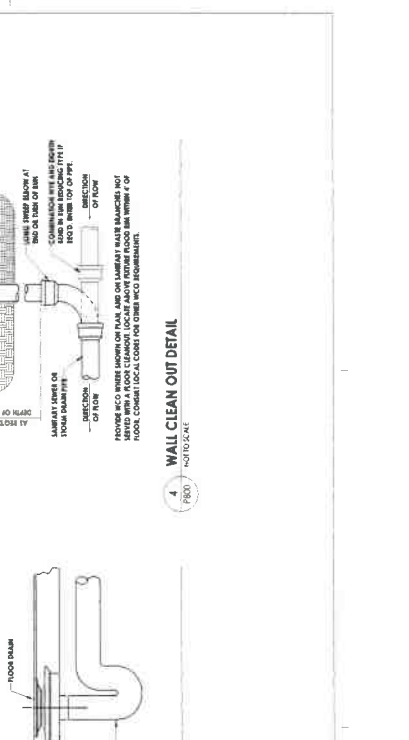 LONG SWEEP ELBOW AT
END OR TURN OF RUN
COMBINATION WYE AND EIGHTH
BEND IN RUN REDUCING TYPE IF
REQ'D. ENTER TOP OF PIPE.
DIRECTION
OF FLOW
SANITARY SEWER OR
STORM DRAIN PIPE
DIRECTION
OF FLOW
PROVIDE WCO WHERE SHOWN ON PLAN, AND ON SANITARY WASTE BRANCHES NOT
SERVED WITH A FLOOR CLEANOUT. LOCATE ABOVE FIXTURE FLOOD RIM WITHIN 4' OF
FLOOR. CONSULT LOCAL CODES FOR OTHER WCO REQUIREMENTS.
4
P800
WALL CLEAN OUT DETAIL
NOT TO SCALE
FLOOR DRAIN
DEPTH OF